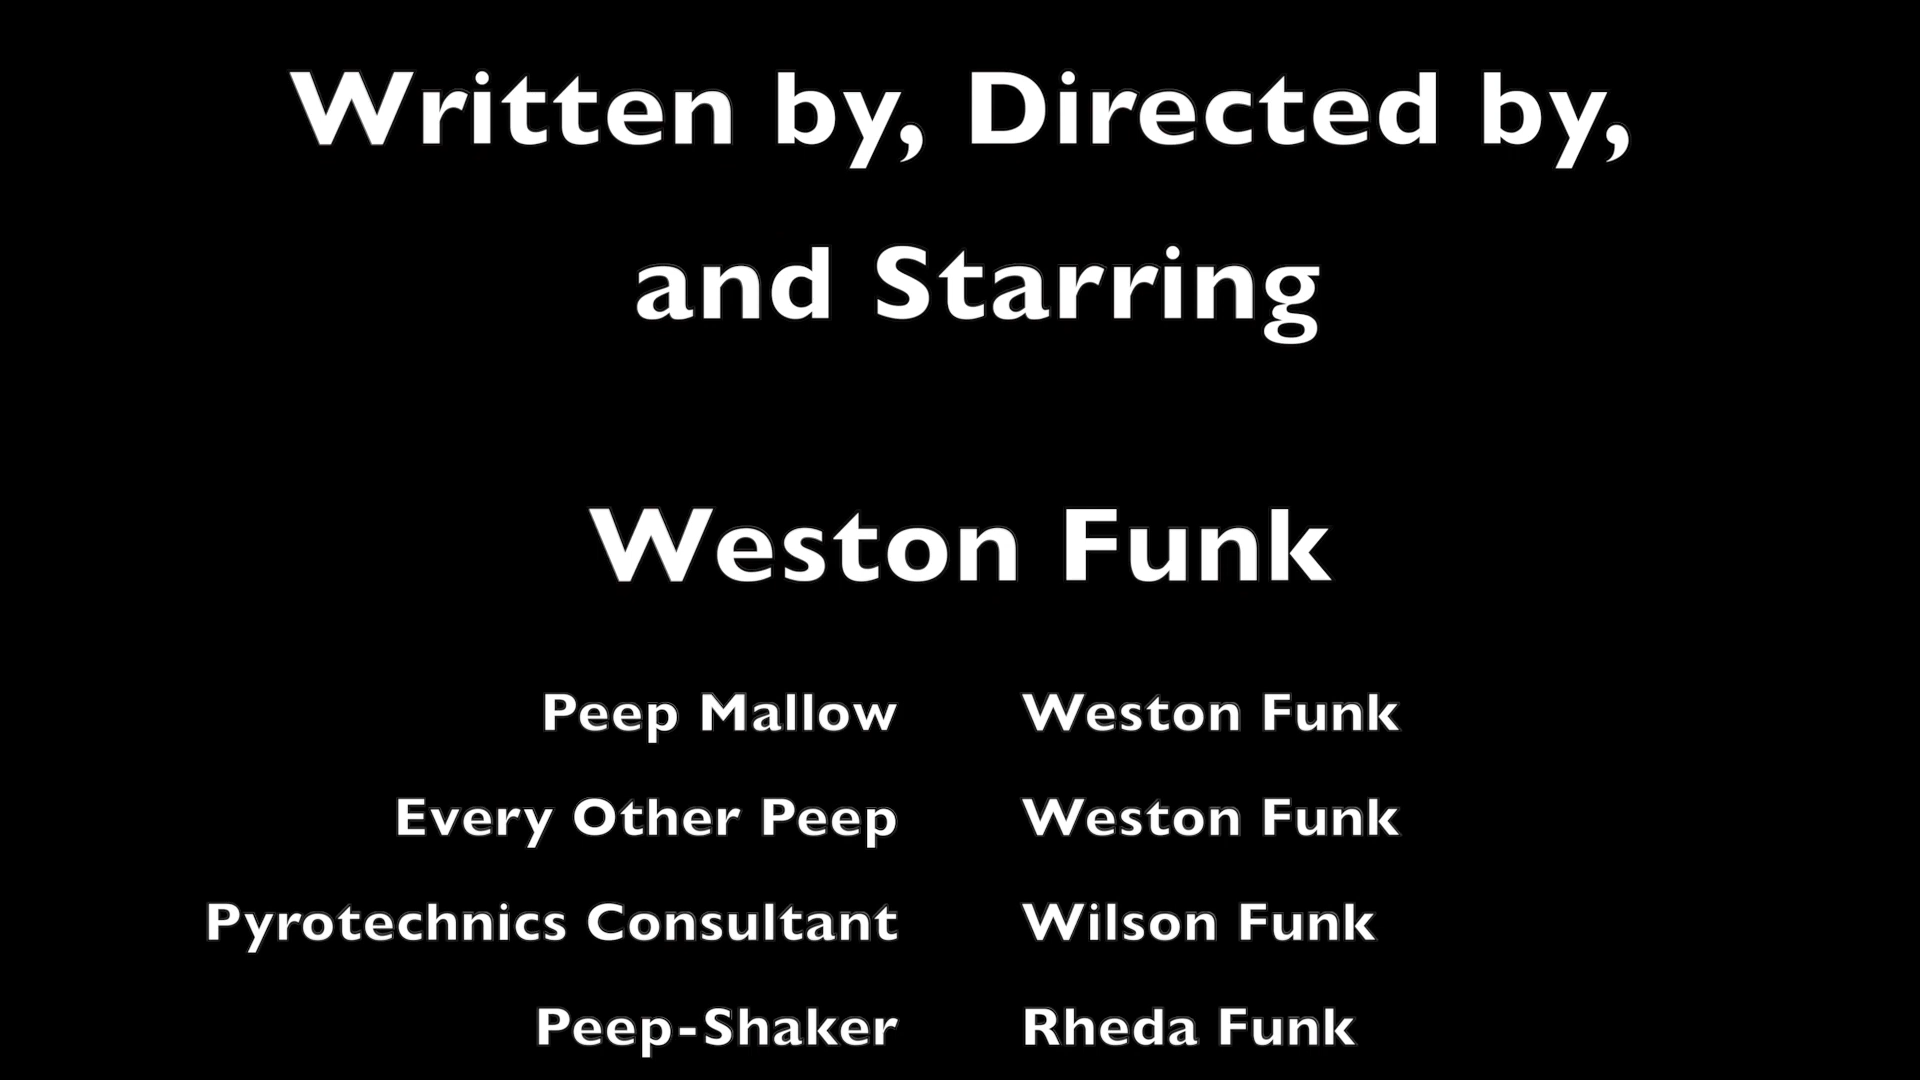 Written by, Directed by,
and Starring
Weston Funk
Peep Mallow Weston Funk
Every Other Peep Weston Funk
Pyrotechnics Consultant Wilson Funk
Peep-Shaker Rheda Funk